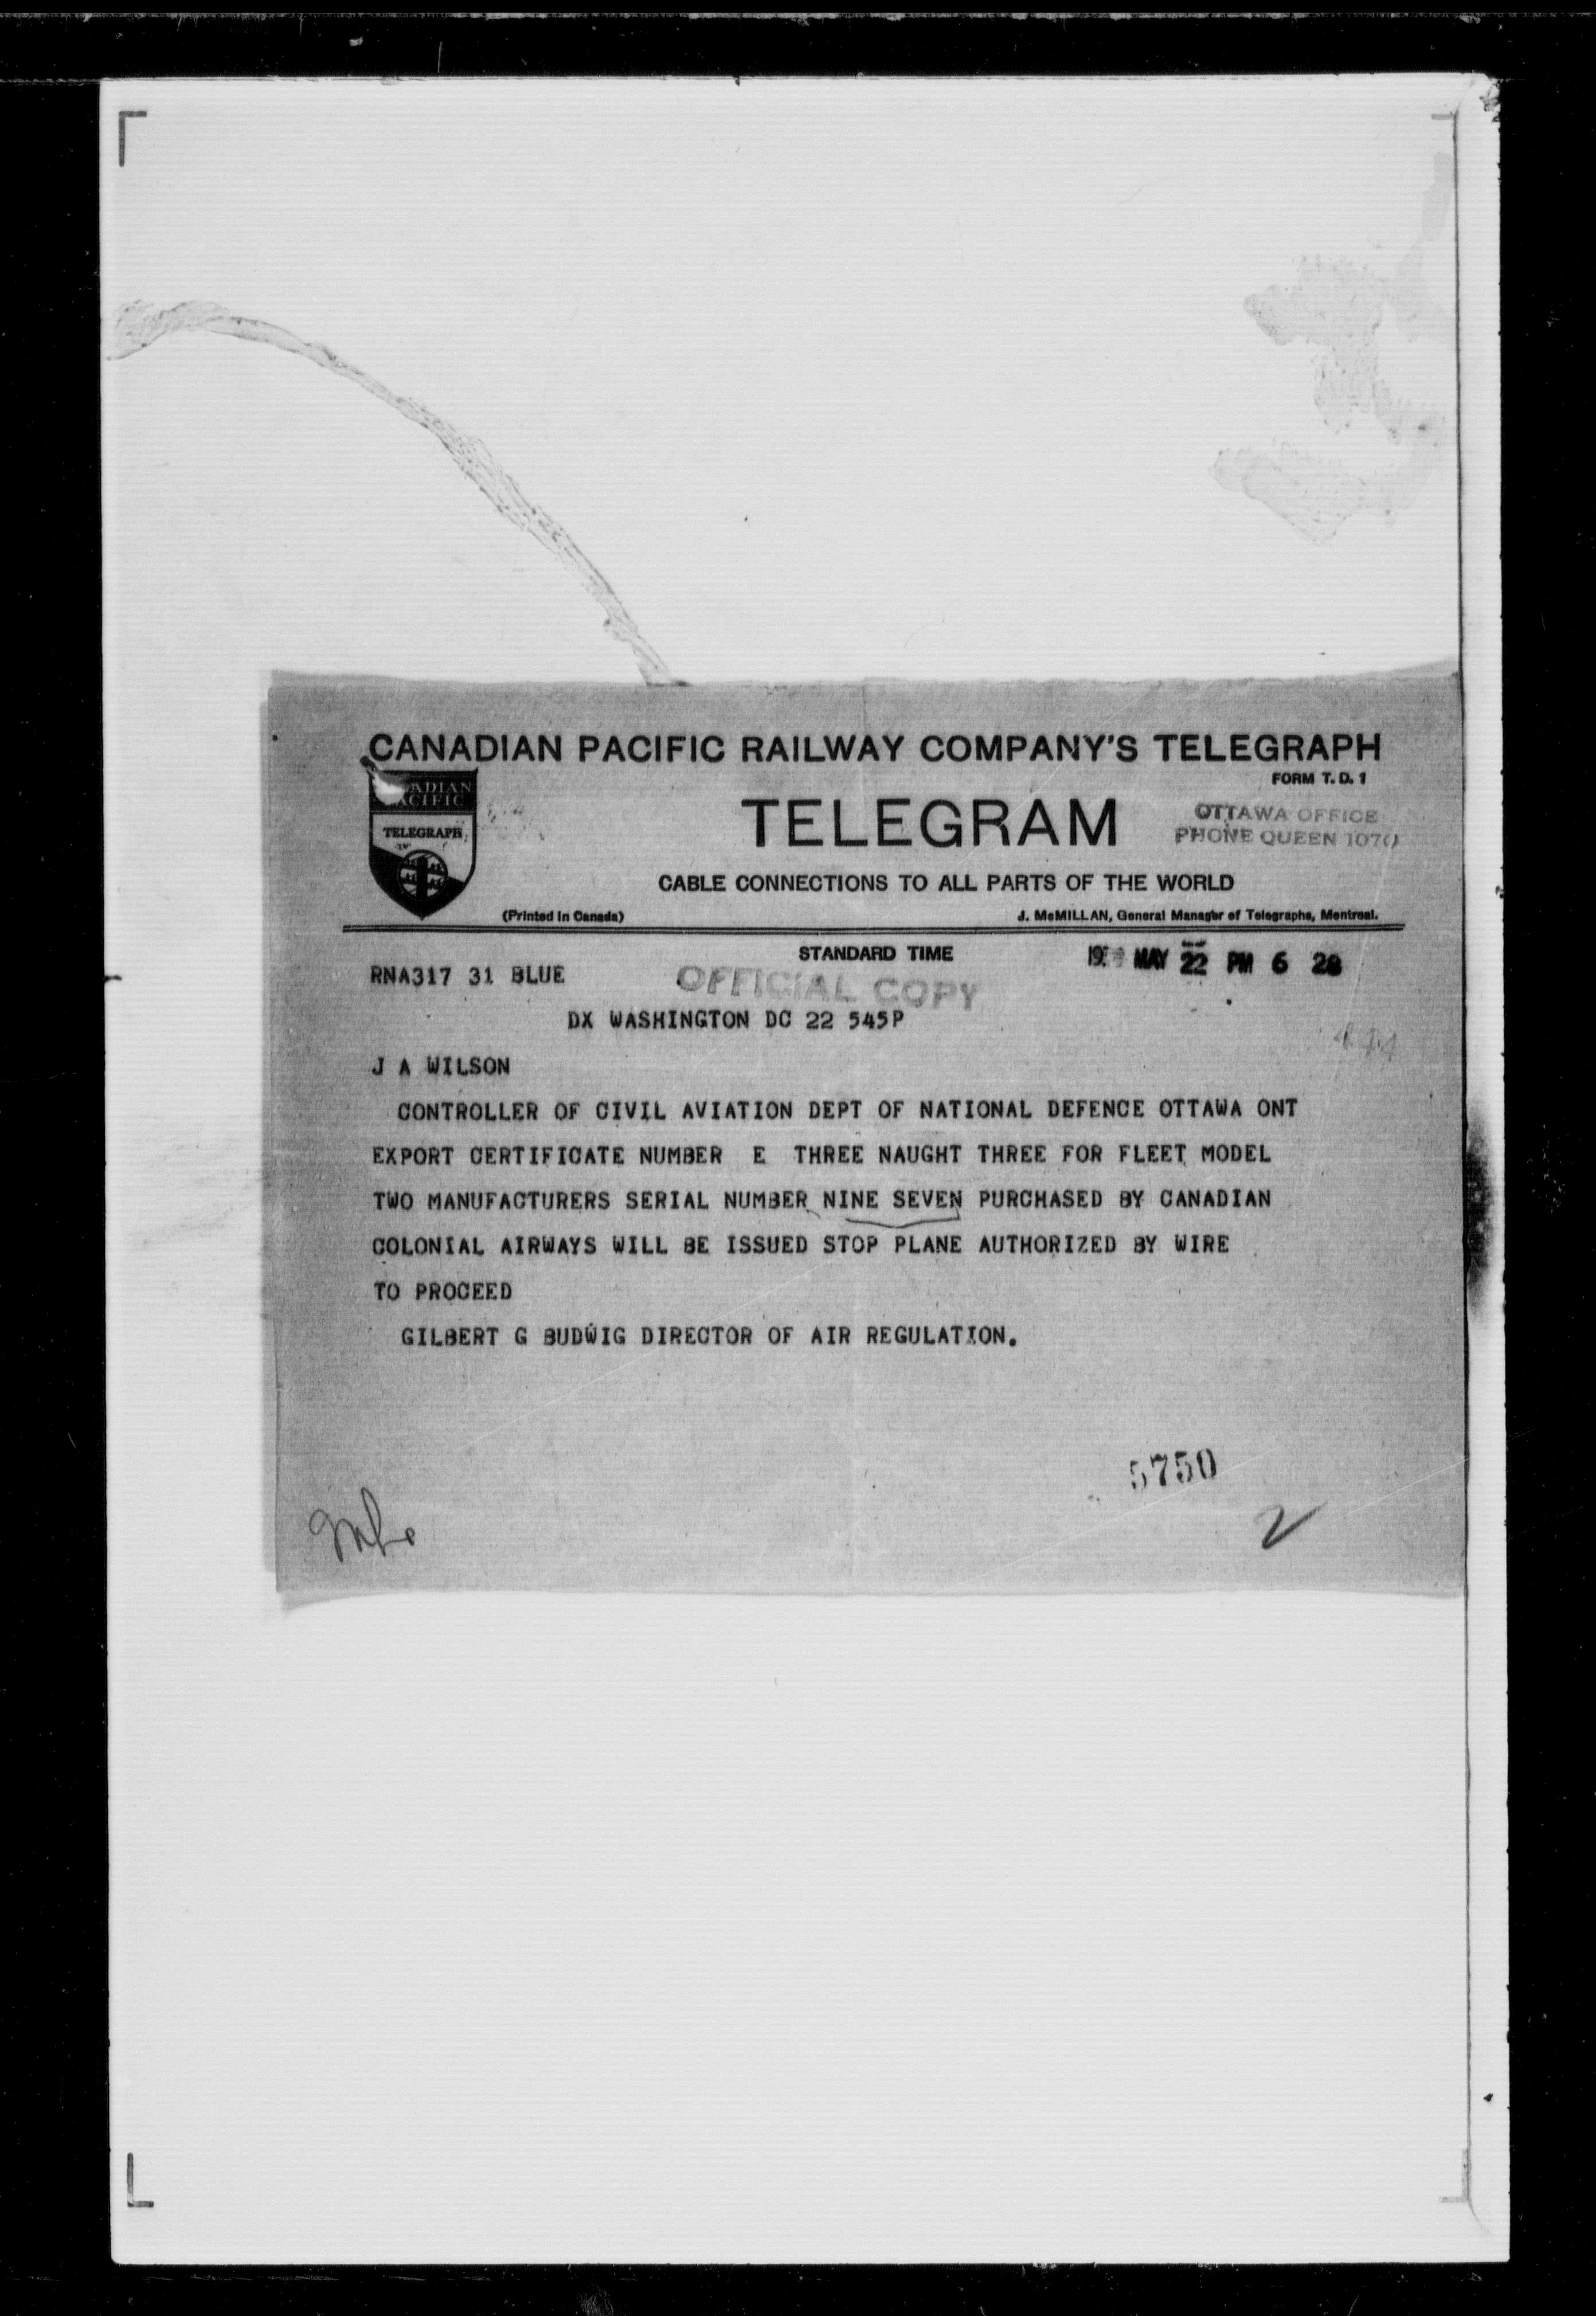 CANADIAN PACIFIC RAILWAY COMPANY'S TELEGRAPH
FORM T. D. 1
TELEGRAPH
TELEGRAM
OTTAWA OFFICE
PHONE QUEEN 1070
CABLE CONNECTIONS TO ALL PARTS OF THE WORLD
(Printed in Canada) J. McMILLAN, General Manager of Telegraphs, Montreal.
STANDARD TIME
MAY 22 PM 6 28
RNA317 31 BLUE
OFFICIAL COPY
DX WASHINGTON DC 22 545P
J A WILSON
CONTROLLER OF CIVIL AVIATION DEPT OF NATIONAL DEFENCE OTTAWA ONT
EXPORT CERTIFICATE NUMBER E THREE NAUGHT THREE FOR FLEET MODEL
TWO MANUFACTURERS SERIAL NUMBER NINE SEVEN PURCHASED BY CANADIAN
COLONIAL AIRWAYS WILL BE ISSUED STOP PLANE AUTHORIZED BY WIRE
TO PROCEED
GILBERT G BUDWIG DIRECTOR OF AIR REGULATION.
5750
2